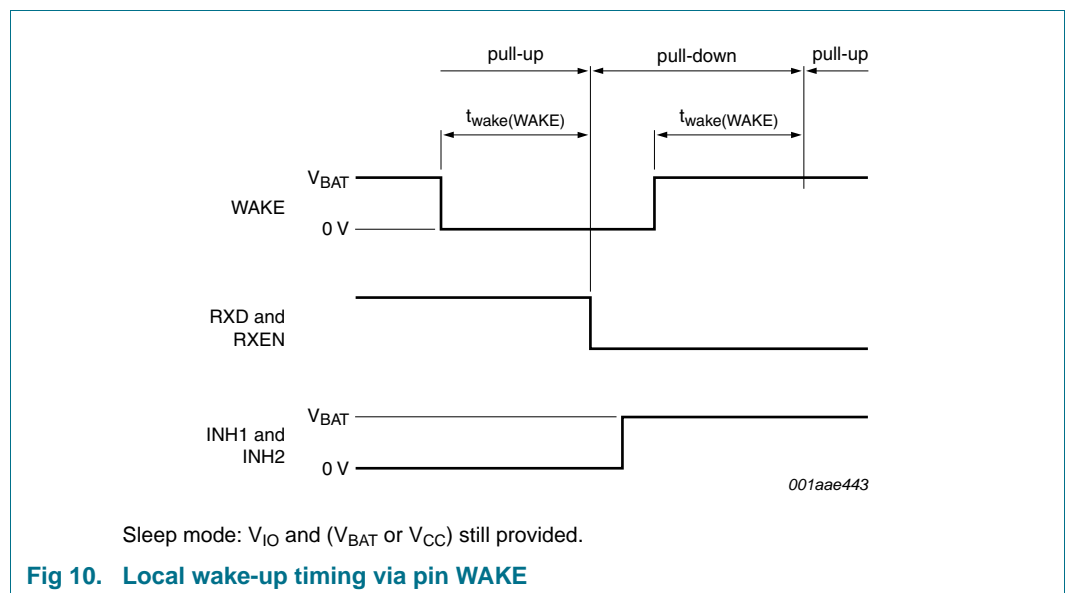 pull-up pull-down pull-up
twake(WAKE) twake(WAKE)
VBAT
WAKE
0 V
RXD and
RXEN
VBAT
INH1 and
INH2
0 V
001aae443
Sleep mode: VIO and (VBAT or VCC) still provided.
Fig 10. Local wake-up timing via pin WAKE